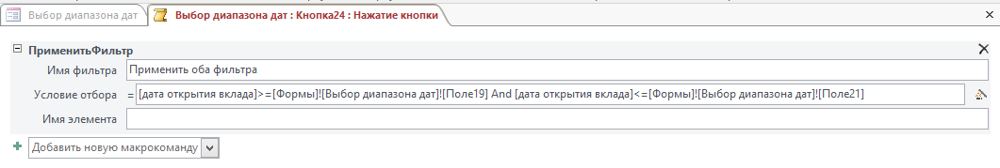 Выбор диапазона дат
Выбор диапазона дат : Кнопка24 : Нажатие кнопки
ПрименитьФильтр
Имя фильтра Применить оба фильтра
Условие отбора = [дата открытия вклада]>=[Формы]![Выбор диапазона дат]![Поле19] And [дата открытия вклада]<=[Формы]![Выбор диапазона дат]![Поле21]
Имя элемента
Добавить новую макрокоманду